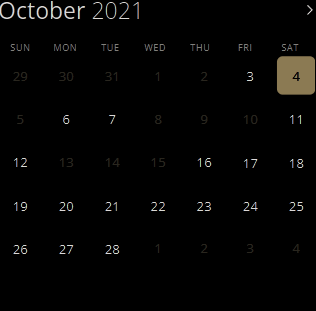 October 2021 >
SUN MON TUE WED THU FRI SAT
29 30 31 1 2 3 4
5 6 7 8 9 10 11
12 13 14 15 16 17 18
19 20 21 22 23 24 25
26 27 28 1 2 3 4